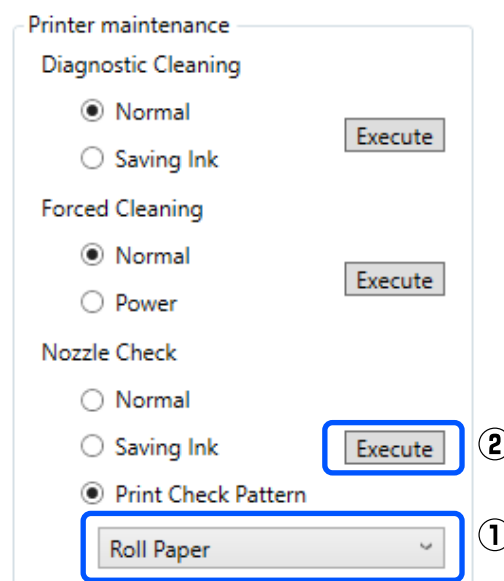 Printer maintenance
Diagnostic Cleaning
Normal
Execute
Saving Ink
Forced Cleaning
Normal
Execute
Power
Nozzle Check
Normal
Saving Ink
Execute
②
Print Check Pattern
Roll Paper
①